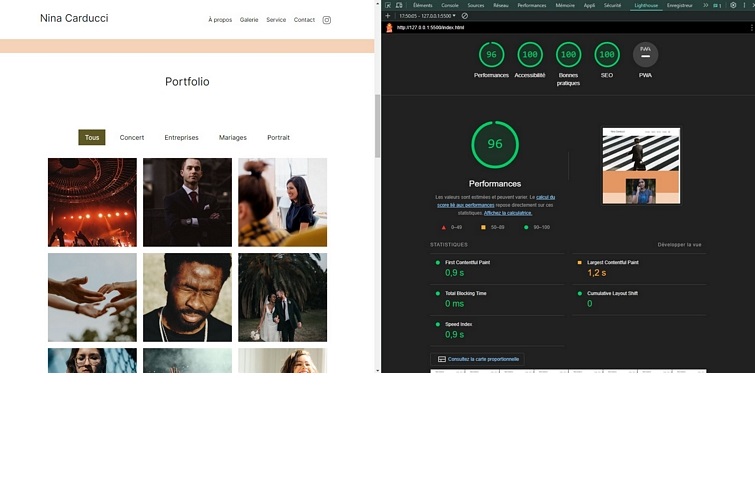 Nina Carducci
À propos Galerie Service Contact
Portfolio
Tous Concert Entreprises Mariages Portrait
Éléments Console Sources Réseau Performances Mémoire Appli Sécurité Lighthouse Enregistreur
17:50:05 - 127.0.0.1:5500
http://127.0.0.1:5500/index.html
96 100 100 100
Performances Accessibilité Bonnes pratiques SEO PWA
96
Performances
Les valeurs sont estimées et peuvent varier. Le calcul du
score lié aux performances repose directement sur ces
statistiques. Affichez la calculatrice.
0–49 50–89 90–100
STATISTIQUES Développer la vue
First Contentful Paint
0,9 s
Largest Contentful Paint
1,2 s
Total Blocking Time
0 ms
Cumulative Layout Shift
0
Speed Index
0,9 s
Consultez la carte proportionnelle